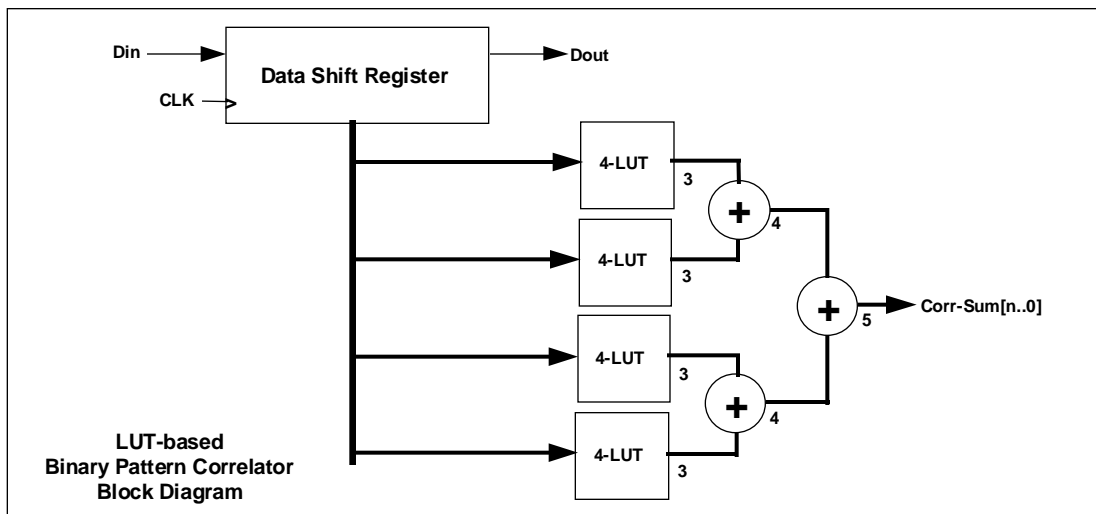 Din
Dout
Data Shift Register
CLK
>
4-LUT
3
+
4
4-LUT
3
+
5
Corr-Sum[n..0]
4-LUT
3
+
4
4-LUT
3
LUT-based
Binary Pattern Correlator
Block Diagram